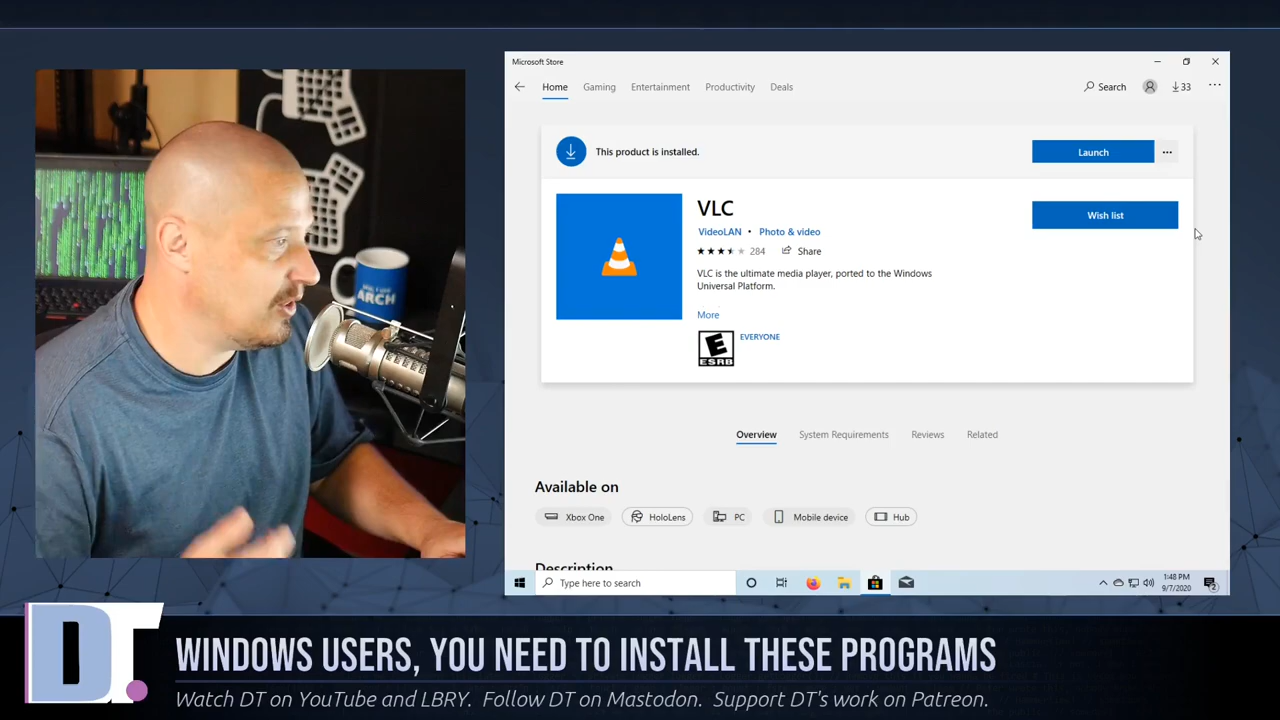 Microsoft Store
Home Gaming Entertainment Productivity Deals Search 33
This product is installed.
Launch
VLC
Wish list
VideoLAN • Photo & video
284 Share
VLC is the ultimate media player, ported to the Windows
Universal Platform.
More
E
ESRB
EVERYONE
Overview System Requirements Reviews Related
Available on
Xbox One HoloLens PC Mobile device Hub
Description
Type here to search
1:48 PM
9/7/2020
2
ARCH
DT.
WINDOWS USERS, YOU NEED TO INSTALL THESE PROGRAMS
Watch DT on YouTube and LBRY. Follow DT on Mastodon. Support DT's work on Patreon.